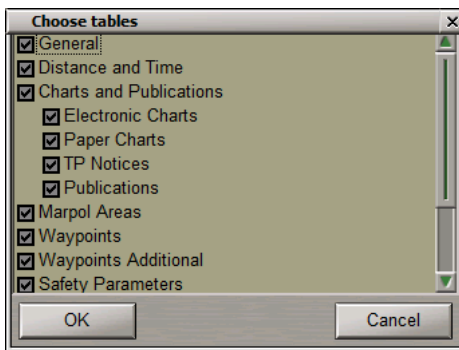 Choose tables
General
Distance and Time
Charts and Publications
Electronic Charts
Paper Charts
TP Notices
Publications
Marpol Areas
Waypoints
Waypoints Additional
Safety Parameters
OK Cancel